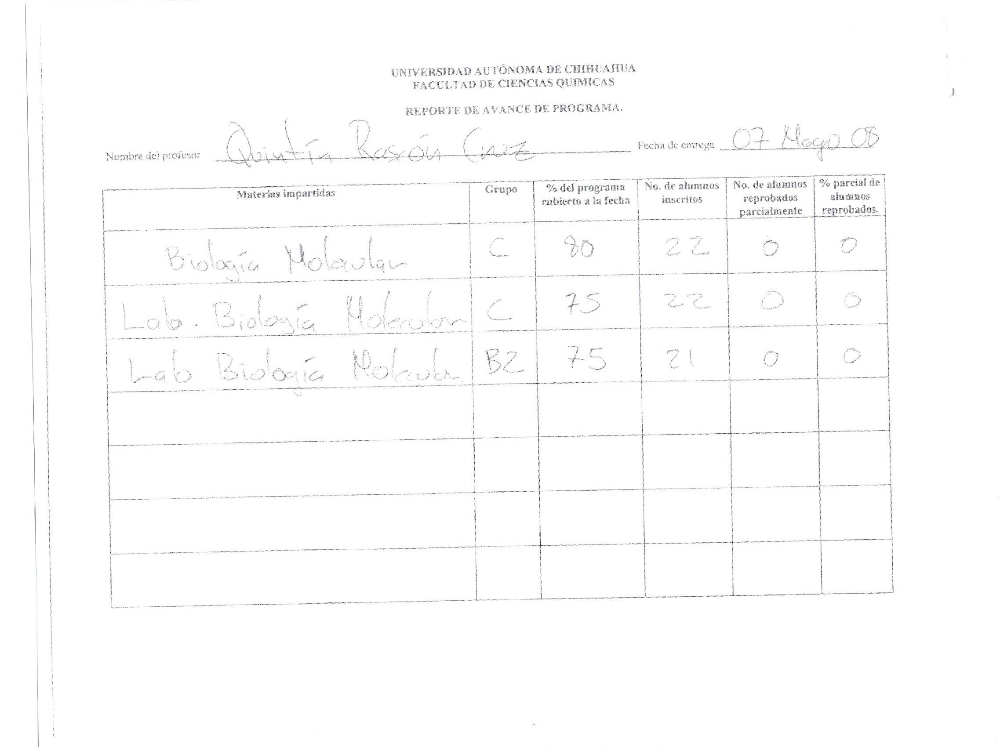 UNIVERSIDAD AUTÓNOMA DE CHIHUAHUA
FACULTAD DE CIENCIAS QUIMICAS
REPORTE DE AVANCE DE PROGRAMA.
Nombre del profesor Quintín Rascón Cruz Fecha de entrega 07 Mayo 08
Materias impartidas Grupo % del programa cubierto a la fecha No. de alumnos inscritos No. de alumnos reprobados parcialmente % parcial de alumnos reprobados.
Biología Molecular C 80 22 0 0
Lab. Biología Molecular C 75 22 0 0
Lab Biología Molecular B2 75 21 0 0